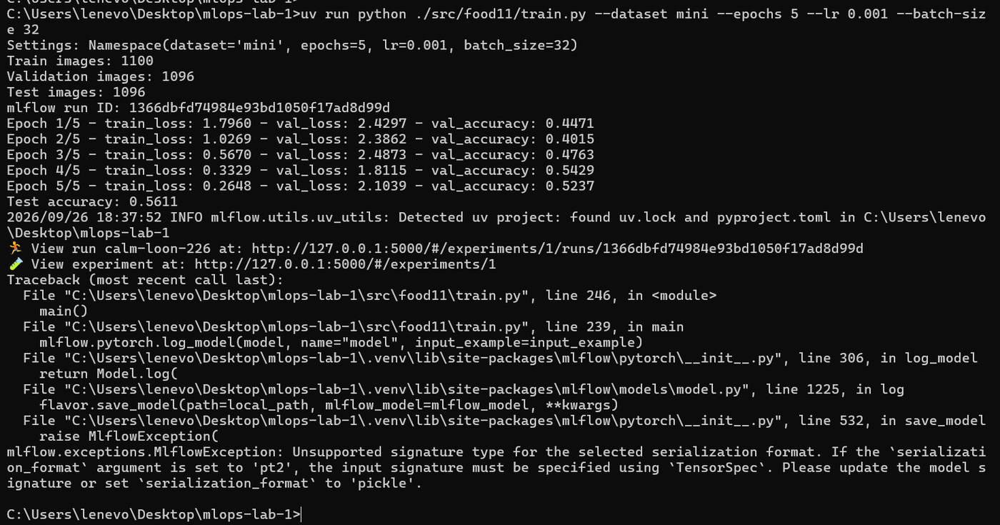 C:\Users\lenevo\Desktop\mlops-lab-1>
C:\Users\lenevo\Desktop\mlops-lab-1>uv run python ./src/food11/train.py --dataset mini --epochs 5 --lr 0.001 --batch-siz
e 32
Settings: Namespace(dataset='mini', epochs=5, lr=0.001, batch_size=32)
Train images: 1100
Validation images: 1096
Test images: 1096
mlflow run ID: 1366dbfd74984e93bd1050f17ad8d99d
Epoch 1/5 - train_loss: 1.7960 - val_loss: 2.4297 - val_accuracy: 0.4471
Epoch 2/5 - train_loss: 1.0269 - val_loss: 2.3862 - val_accuracy: 0.4015
Epoch 3/5 - train_loss: 0.5670 - val_loss: 2.4873 - val_accuracy: 0.4763
Epoch 4/5 - train_loss: 0.3329 - val_loss: 1.8115 - val_accuracy: 0.5429
Epoch 5/5 - train_loss: 0.2648 - val_loss: 2.1039 - val_accuracy: 0.5237
Test accuracy: 0.5611
2026/09/26 18:37:52 INFO mlflow.utils.uv_utils: Detected uv project: found uv.lock and pyproject.toml in C:\Users\lenevo
\Desktop\mlops-lab-1
🏃 View run calm-loon-226 at: http://127.0.0.1:5000/#/experiments/1/runs/1366dbfd74984e93bd1050f17ad8d99d
🧪 View experiment at: http://127.0.0.1:5000/#/experiments/1
Traceback (most recent call last):
  File "C:\Users\lenevo\Desktop\mlops-lab-1\src\food11\train.py", line 246, in <module>
    main()
  File "C:\Users\lenevo\Desktop\mlops-lab-1\src\food11\train.py", line 239, in main
    mlflow.pytorch.log_model(model, name="model", input_example=input_example)
  File "C:\Users\lenevo\Desktop\mlops-lab-1\.venv\lib\site-packages\mlflow\pytorch\__init__.py", line 306, in log_model
    return Model.log(
  File "C:\Users\lenevo\Desktop\mlops-lab-1\.venv\lib\site-packages\mlflow\models\model.py", line 1225, in log
    flavor.save_model(path=local_path, mlflow_model=mlflow_model, **kwargs)
  File "C:\Users\lenevo\Desktop\mlops-lab-1\.venv\lib\site-packages\mlflow\pytorch\__init__.py", line 532, in save_model
    raise MlflowException(
mlflow.exceptions.MlflowException: Unsupported signature type for the selected serialization format. If the `serializati
on_format` argument is set to 'pt2', the input signature must be specified using `TensorSpec`. Please update the model s
ignature or set `serialization_format` to 'pickle'.
C:\Users\lenevo\Desktop\mlops-lab-1>